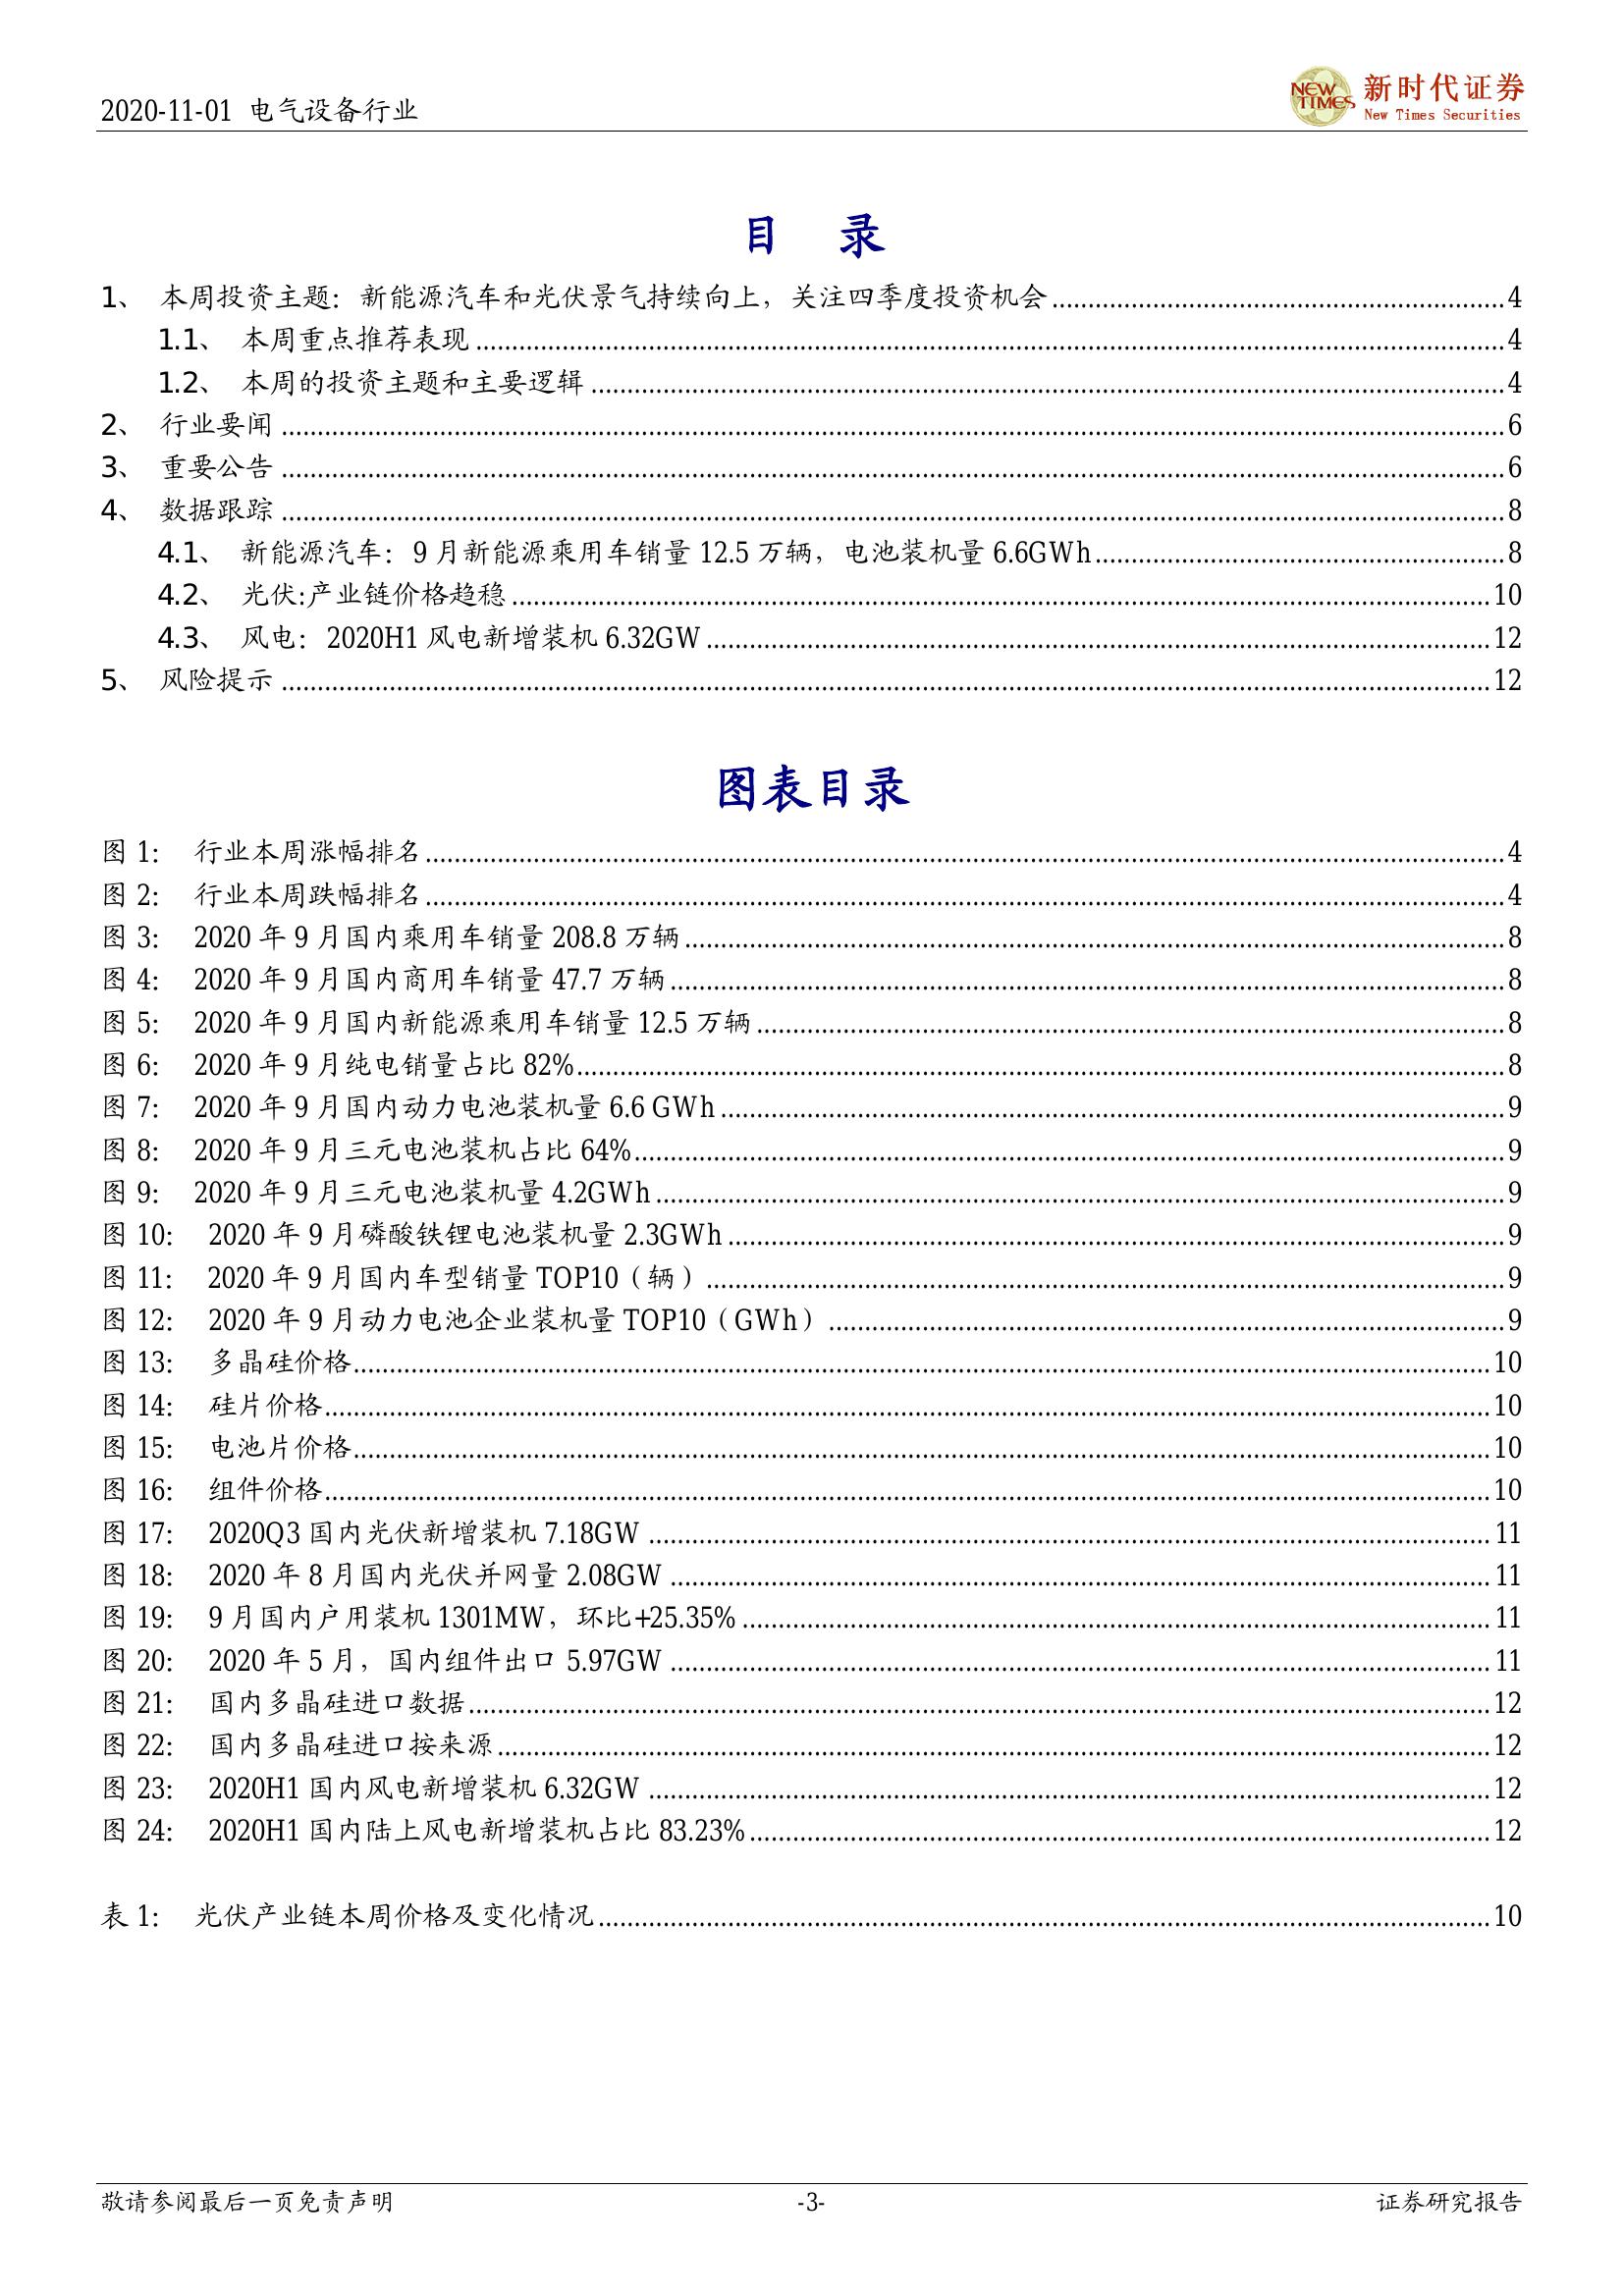 2020-11-01 电气设备行业
NEW TIMES 新时代证券
New Times Securities
目 录
1、 本周投资主题：新能源汽车和光伏景气持续向上，关注四季度投资机会 4
1.1、 本周重点推荐表现 4
1.2、 本周的投资主题和主要逻辑 4
2、 行业要闻 6
3、 重要公告 6
4、 数据跟踪 8
4.1、 新能源汽车：9 月新能源乘用车销量 12.5 万辆，电池装机量 6.6GWh 8
4.2、 光伏:产业链价格趋稳 10
4.3、 风电：2020H1 风电新增装机 6.32GW 12
5、 风险提示 12
图表目录
图 1: 行业本周涨幅排名 4
图 2: 行业本周跌幅排名 4
图 3: 2020 年 9 月国内乘用车销量 208.8 万辆 8
图 4: 2020 年 9 月国内商用车销量 47.7 万辆 8
图 5: 2020 年 9 月国内新能源乘用车销量 12.5 万辆 8
图 6: 2020 年 9 月纯电销量占比 82% 8
图 7: 2020 年 9 月国内动力电池装机量 6.6 GWh 9
图 8: 2020 年 9 月三元电池装机占比 64% 9
图 9: 2020 年 9 月三元电池装机量 4.2GWh 9
图 10: 2020 年 9 月磷酸铁锂电池装机量 2.3GWh 9
图 11: 2020 年 9 月国内车型销量 TOP10（辆） 9
图 12: 2020 年 9 月动力电池企业装机量 TOP10（GWh） 9
图 13: 多晶硅价格 10
图 14: 硅片价格 10
图 15: 电池片价格 10
图 16: 组件价格 10
图 17: 2020Q3 国内光伏新增装机 7.18GW 11
图 18: 2020 年 8 月国内光伏并网量 2.08GW 11
图 19: 9 月国内户用装机 1301MW，环比+25.35% 11
图 20: 2020 年 5 月，国内组件出口 5.97GW 11
图 21: 国内多晶硅进口数据 12
图 22: 国内多晶硅进口按来源 12
图 23: 2020H1 国内风电新增装机 6.32GW 12
图 24: 2020H1 国内陆上风电新增装机占比 83.23% 12
表 1: 光伏产业链本周价格及变化情况 10
敬请参阅最后一页免责声明 -3- 证券研究报告